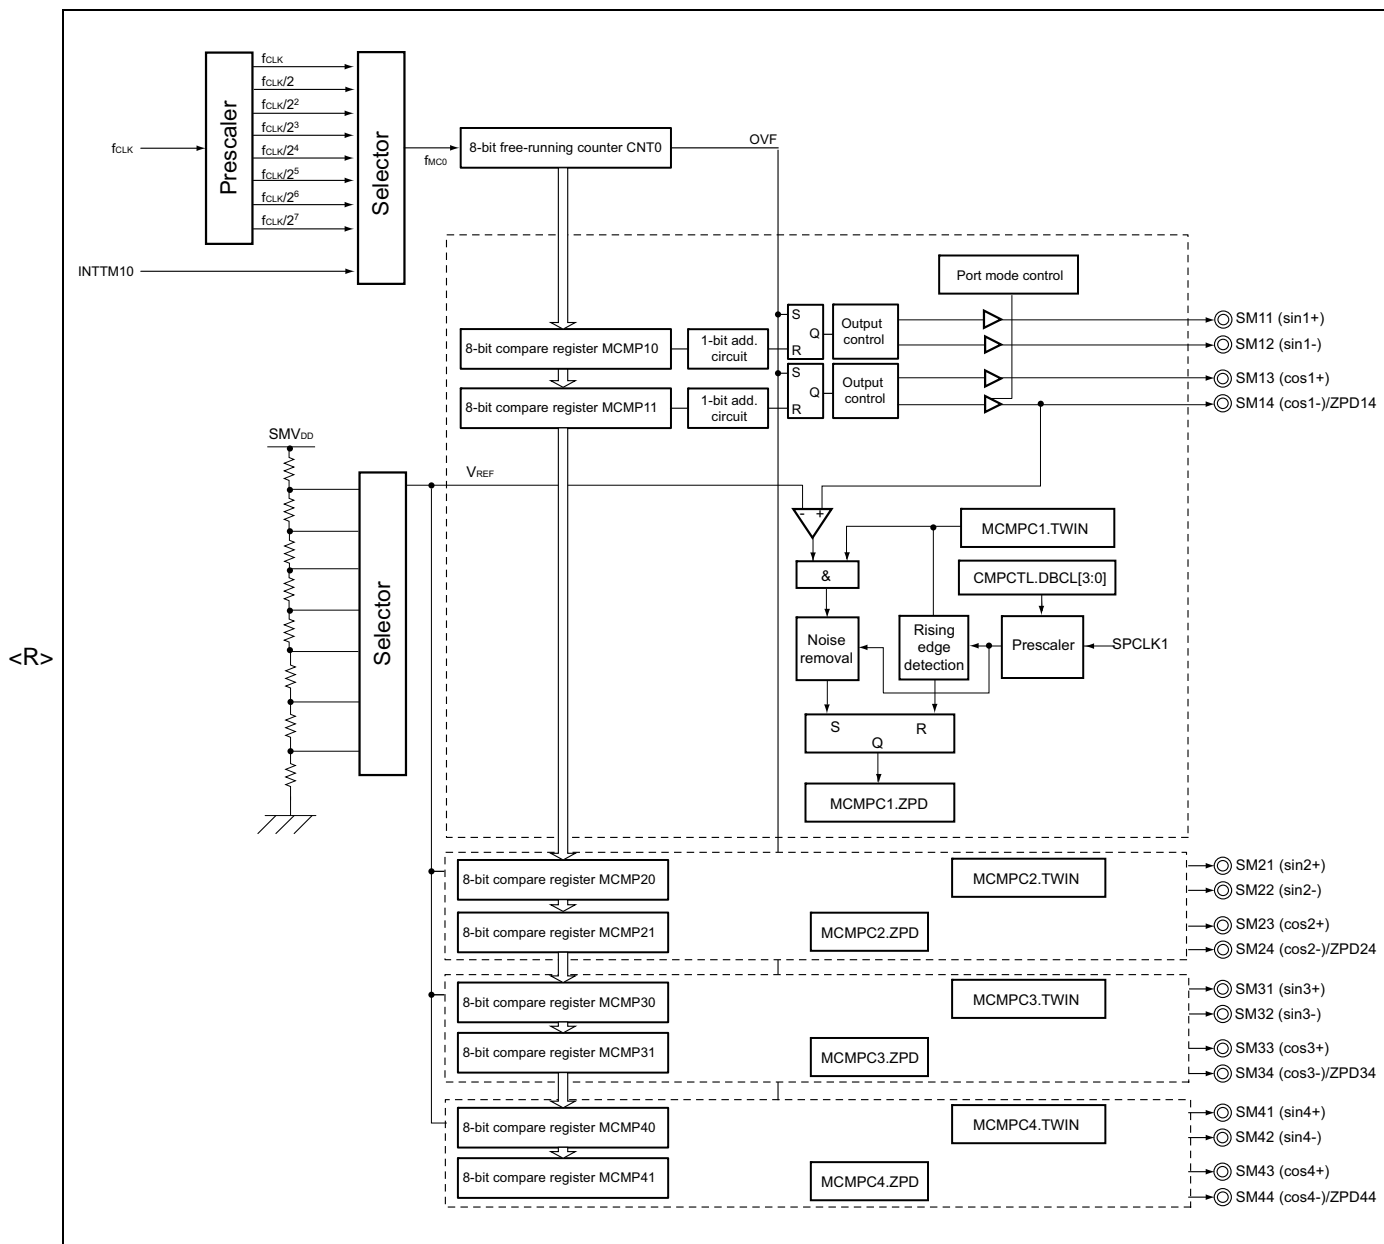 fCLK
Prescaler
fCLK
fCLK/2
fCLK/2²
fCLK/2³
fCLK/2⁴
fCLK/2⁵
fCLK/2⁶
fCLK/2⁷
INTTM10
Selector
fMC0
8-bit free-running counter CNT0
OVF
Port mode control
8-bit compare register MCMP10
1-bit add.
circuit
S
Q
R
Output
control
SM11 (sin1+)
SM12 (sin1-)
8-bit compare register MCMP11
1-bit add.
circuit
S
Q
R
Output
control
SM13 (cos1+)
SM14 (cos1-)/ZPD14
SMVDD
Selector
VREF
- +
MCMPC1.TWIN
&
CMPCTL.DBCL[3:0]
Noise
removal
Rising
edge
detection
Prescaler
SPCLK1
<R>
S
R
Q
MCMPC1.ZPD
8-bit compare register MCMP20
MCMPC2.TWIN
SM21 (sin2+)
SM22 (sin2-)
8-bit compare register MCMP21
MCMPC2.ZPD
SM23 (cos2+)
SM24 (cos2-)/ZPD24
8-bit compare register MCMP30
MCMPC3.TWIN
SM31 (sin3+)
SM32 (sin3-)
8-bit compare register MCMP31
MCMPC3.ZPD
SM33 (cos3+)
SM34 (cos3-)/ZPD34
8-bit compare register MCMP40
MCMPC4.TWIN
SM41 (sin4+)
SM42 (sin4-)
8-bit compare register MCMP41
MCMPC4.ZPD
SM43 (cos4+)
SM44 (cos4-)/ZPD44